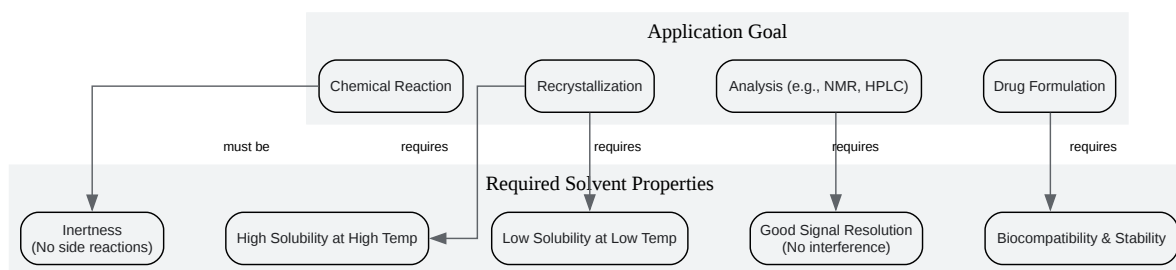 Application Goal
Chemical Reaction
Recrystallization
Analysis (e.g., NMR, HPLC)
Drug Formulation
must be
requires
requires
requires
requires
Required Solvent Properties
Inertness
(No side reactions)
High Solubility at High Temp
Low Solubility at Low Temp
Good Signal Resolution
(No interference)
Biocompatibility & Stability